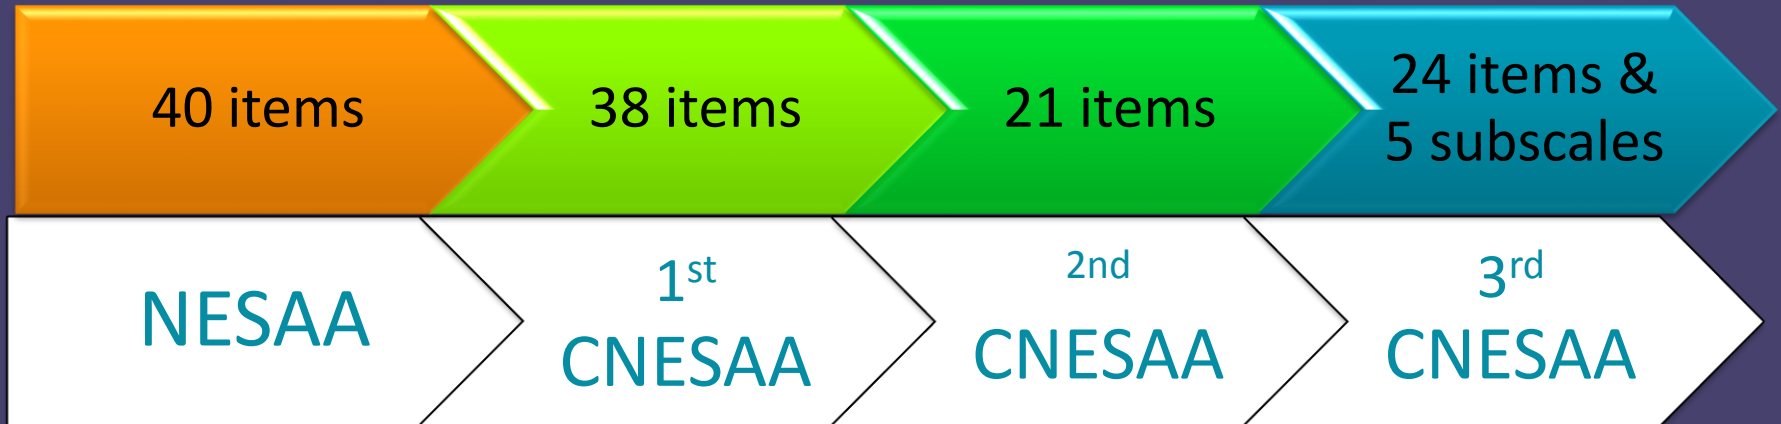 40 items
38 items
21 items
24 items &
5 subscales
NESAA
1st
CNESAA
2nd
CNESAA
3rd
CNESAA